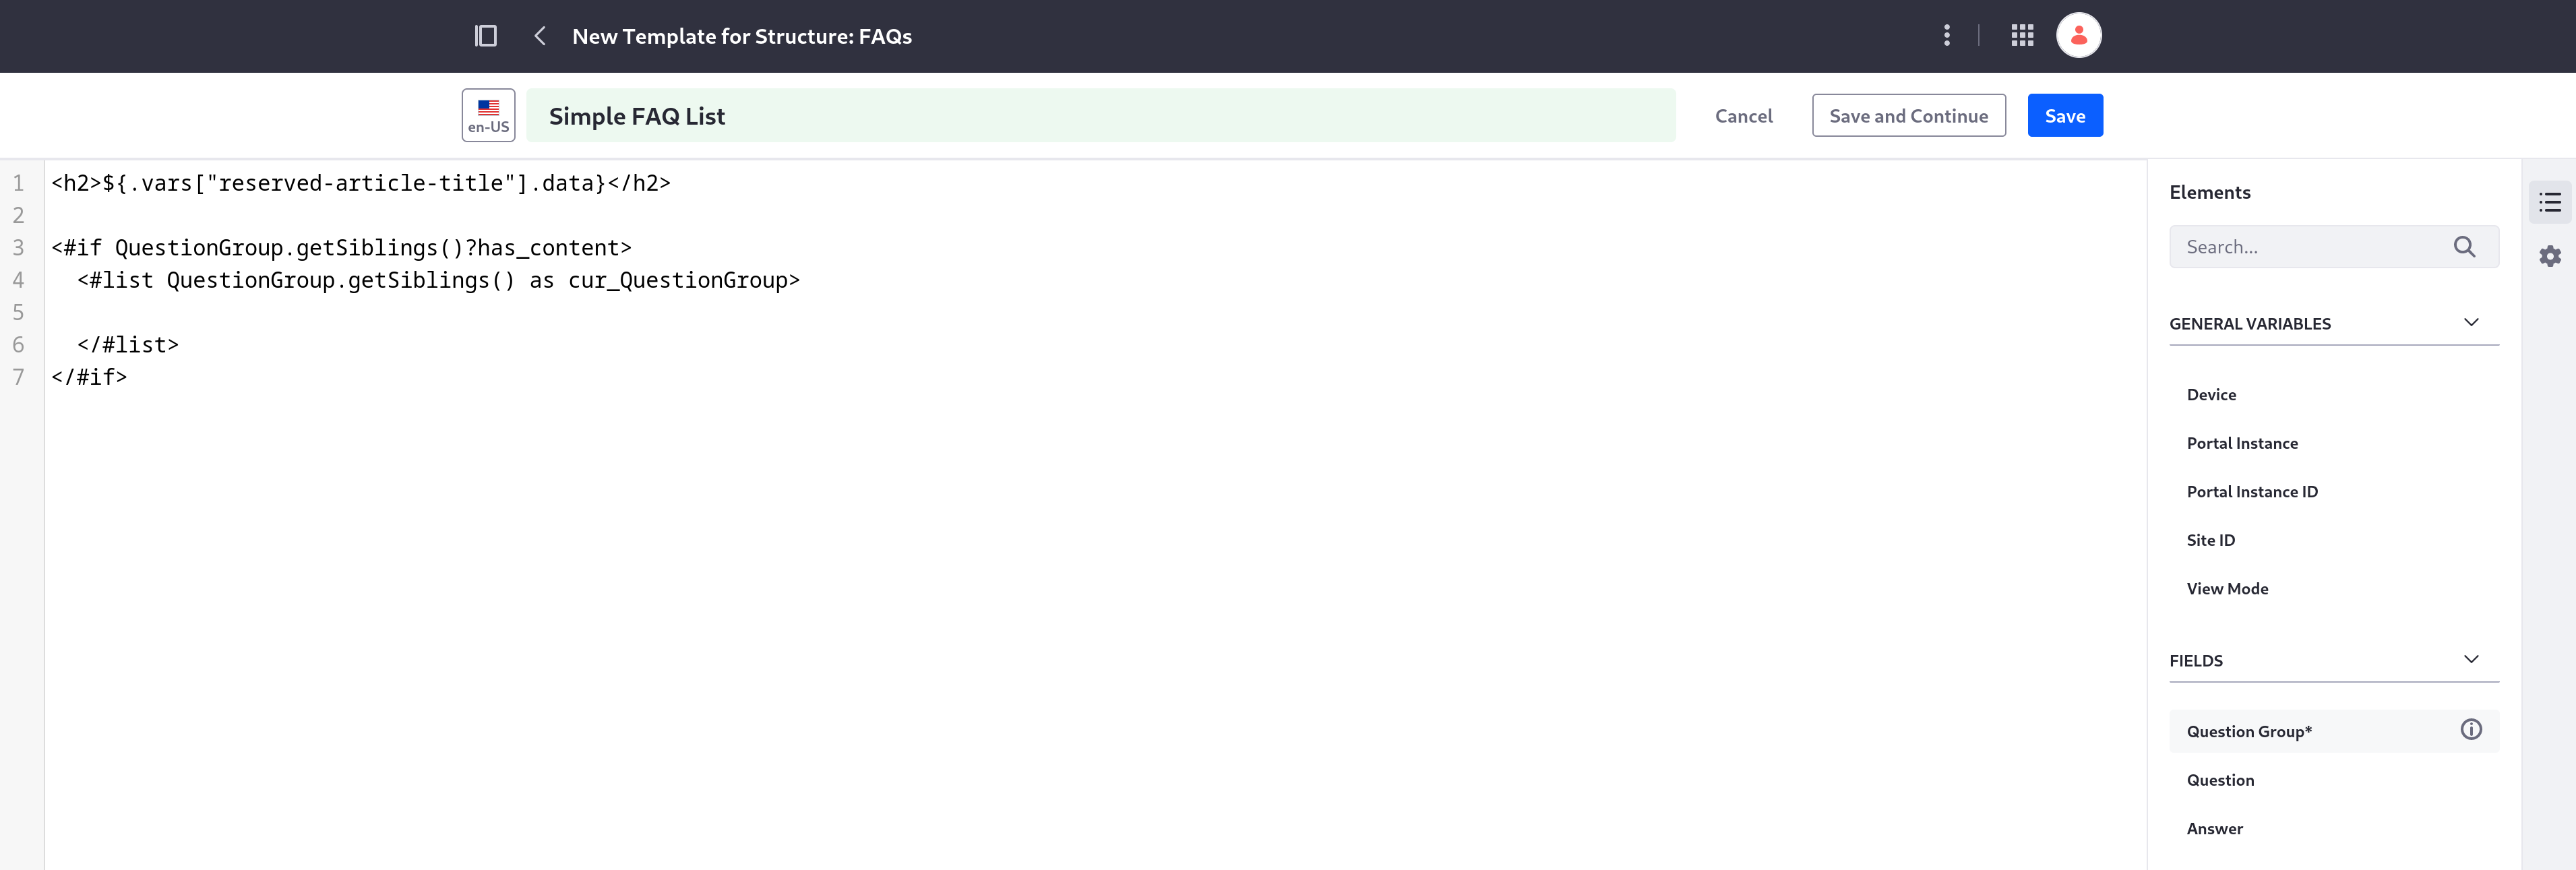 New Template for Structure: FAQs
en-US
Simple FAQ List
Cancel
Save and Continue
Save
1 <h2>${.vars["reserved-article-title"].data}</h2>
2
3 <#if QuestionGroup.getSiblings()?has_content>
4   <#list QuestionGroup.getSiblings() as cur_QuestionGroup>
5
6   </#list>
7 </#if>
Elements
Search...
GENERAL VARIABLES
Device
Portal Instance
Portal Instance ID
Site ID
View Mode
FIELDS
Question Group*
Question
Answer